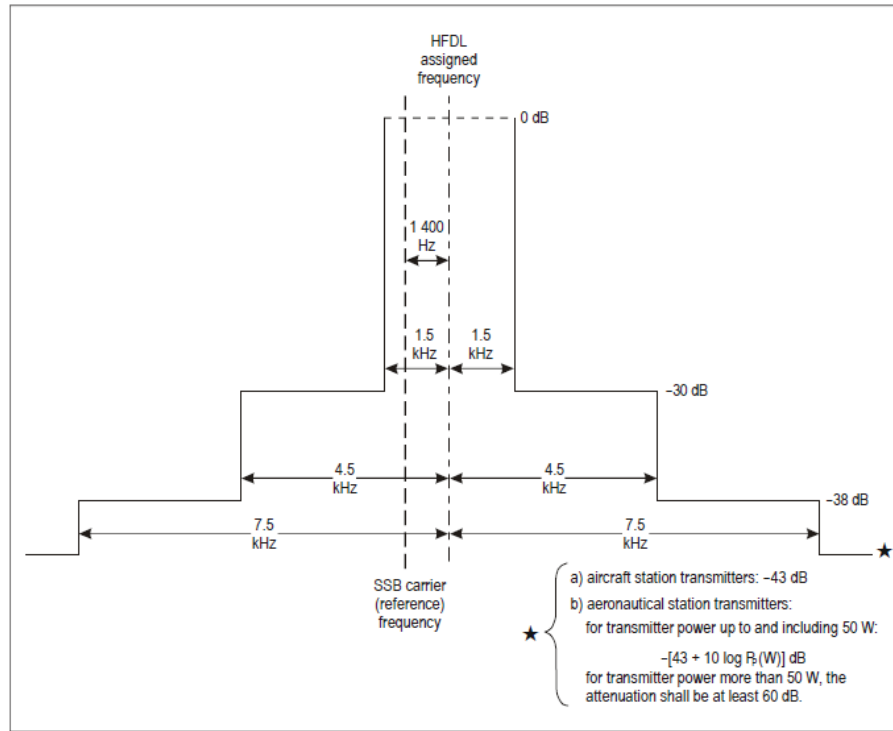 HFDL
assigned
frequency
0 dB
1 400
Hz
1.5
kHz
1.5
kHz
–30 dB
4.5
kHz
4.5
kHz
–38 dB
7.5
kHz
7.5
kHz
★
SSB carrier
(reference)
frequency
★
a) aircraft station transmitters: –43 dB
b) aeronautical station transmitters:
for transmitter power up to and including 50 W:
–[43 + 10 log (W)] dB
for transmitter power more than 50 W, the
attenuation shall be at least 60 dB.